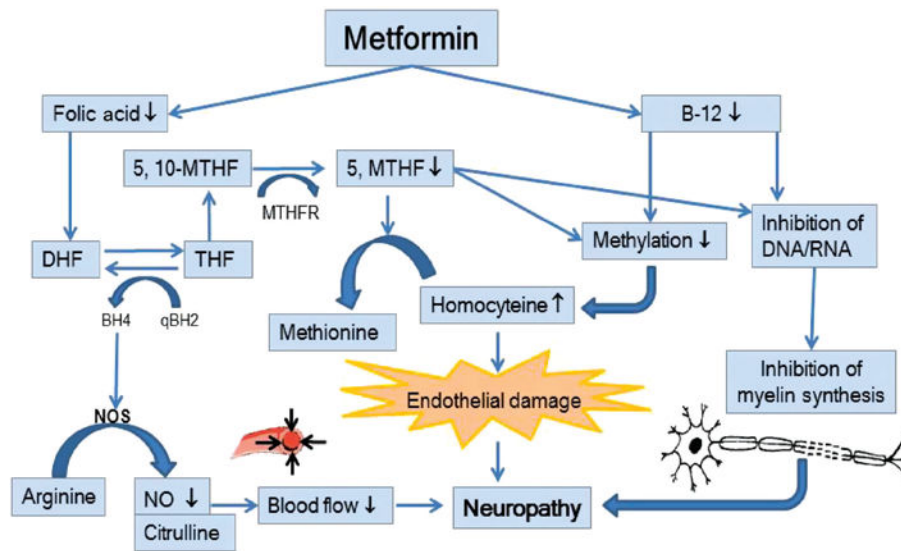 Metformin
Folic acid ↓
B-12 ↓
5, 10-MTHF
5, MTHF ↓
MTHFR
Inhibition of
DNA/RNA
Methylation ↓
DHF
THF
BH4
qBH2
Homocyteine ↑
Methionine
Inhibition of
myelin synthesis
Endothelial damage
NOS
Arginine
NO ↓
Citrulline
Blood flow ↓
Neuropathy